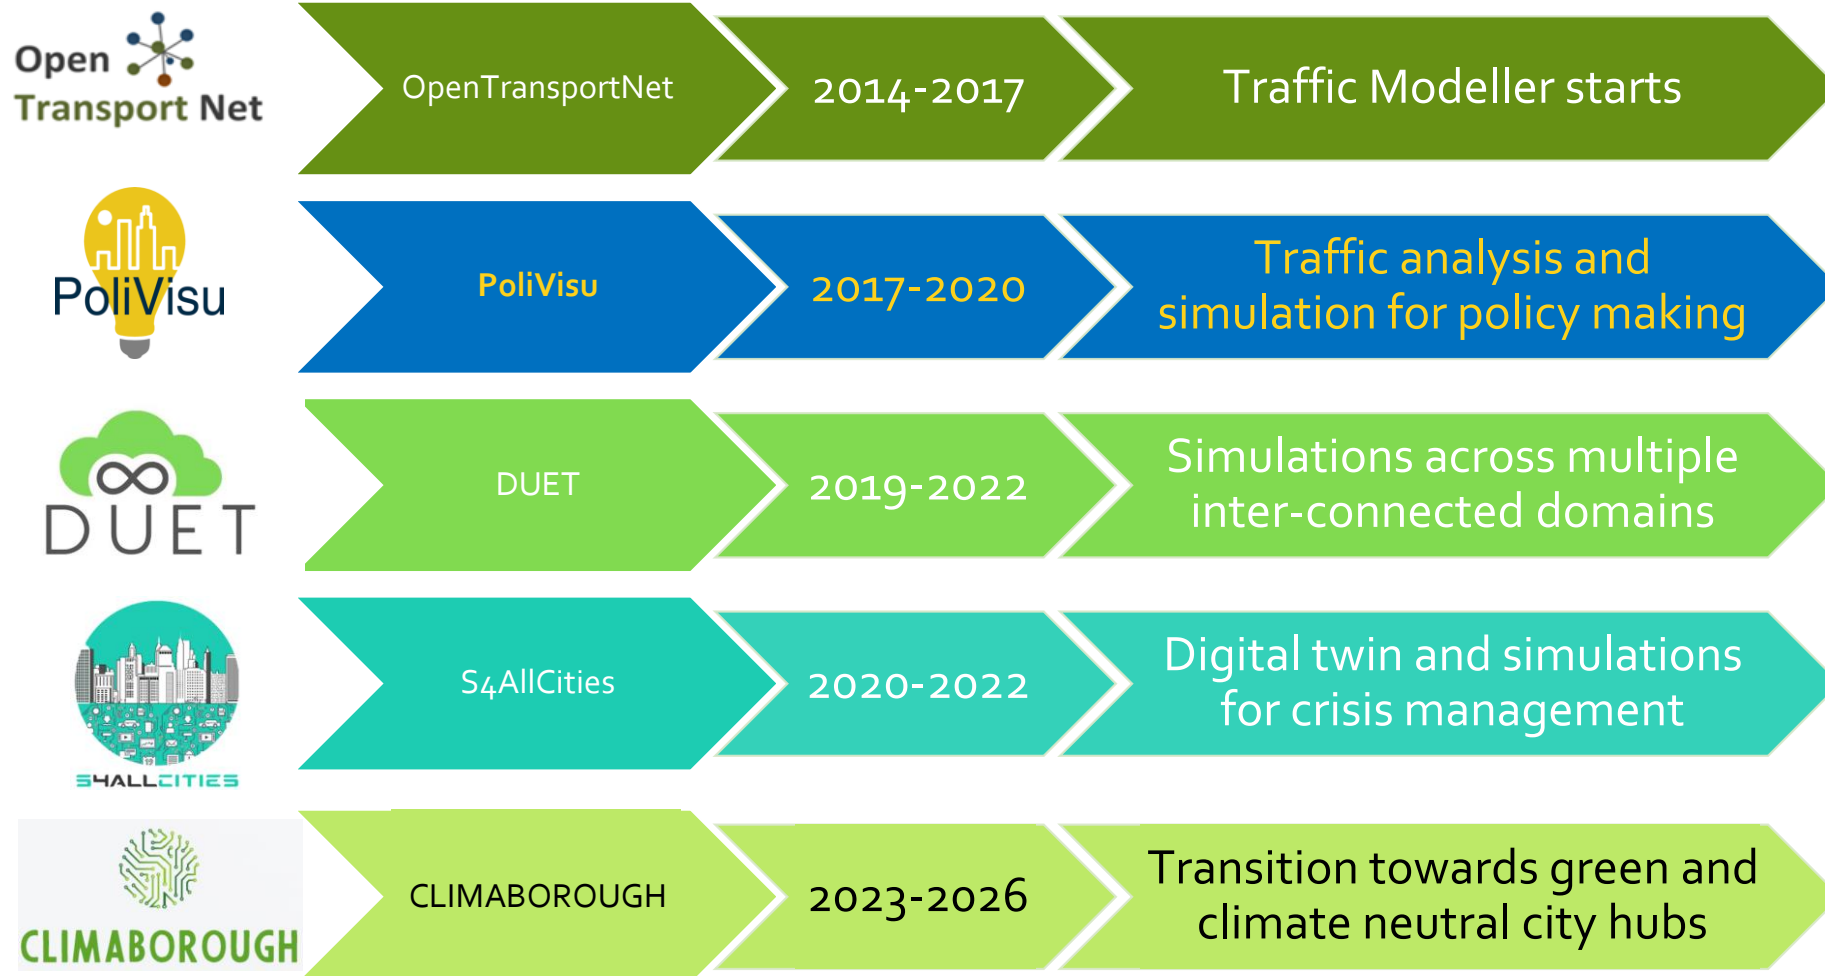 Open
Transport Net
OpenTransportNet
2014-2017
Traffic Modeller starts
PoliVisu
PoliVisu
2017-2020
Traffic analysis and
simulation for policy making
DUET
DUET
2019-2022
Simulations across multiple
inter-connected domains
S4ALLCITIES
S4AllCities
2020-2022
Digital twin and simulations
for crisis management
CLIMABOROUGH
CLIMABOROUGH
2023-2026
Transition towards green and
climate neutral city hubs